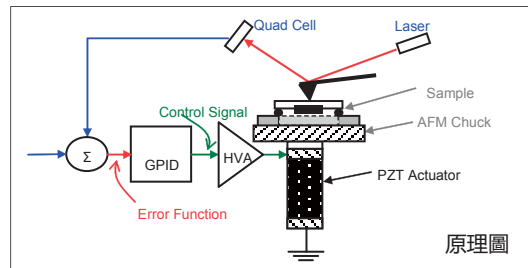 Quad Cell
Laser
Sample
Control Signal
AFM Chuck
Σ
GPID
HVA
PZT Actuator
Error Function
原理圖